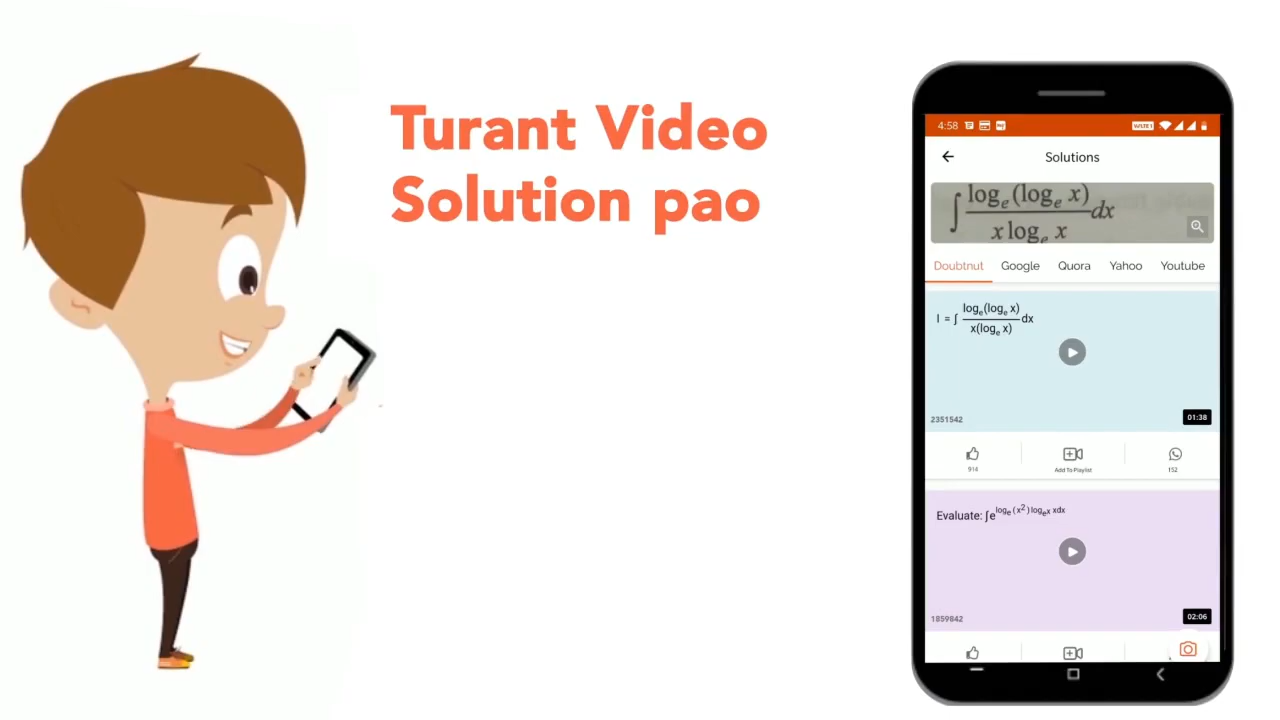 Turant Video
Solution pao
4:58
Solutions
∫ logₑ(logₑ x) / x logₑ x dx
Doubtnut Google Quora Yahoo Youtube
I = ∫ logₑ(logₑ x) / x(logₑ x) dx
2351542 01:38
914 Add To Playlist 152
Evaluate: ∫e^logₑ(x²)logₑx xdx
1859842 02:06